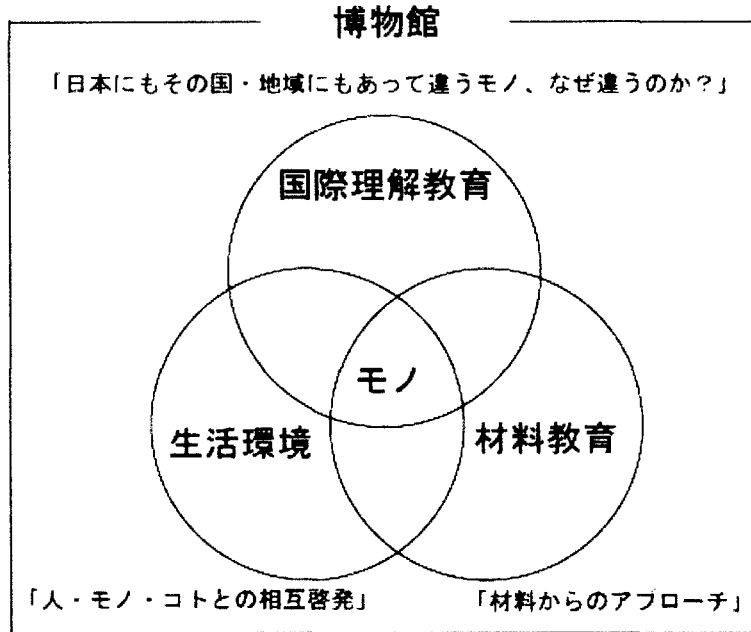 博物館
「日本にもその国・地域にもあって違うモノ、なぜ違うのか？」
国際理解教育
モノ
生活環境
材料教育
「人・モノ・コトとの相互啓発」
「材料からのアプローチ」